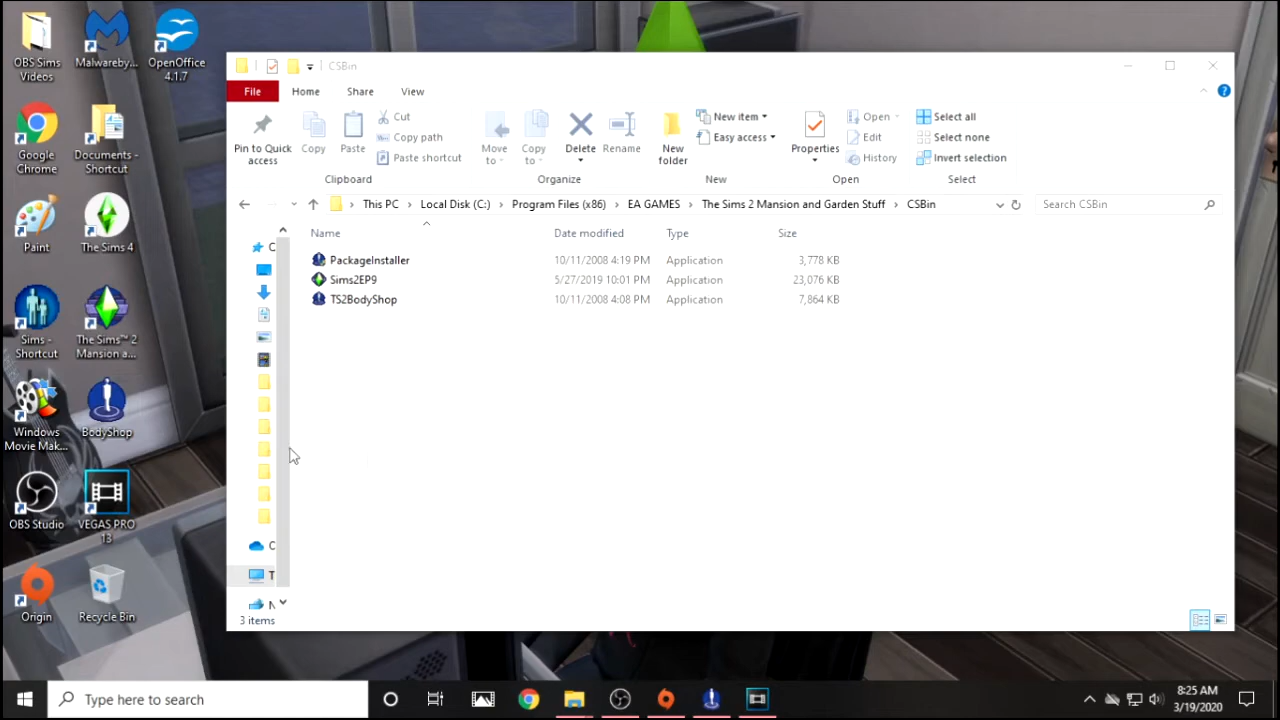 OBS Sims Videos
Malwareby...
OpenOffice 4.1.7
Google Chrome
Documents - Shortcut
Paint
The Sims 4
Sims - Shortcut
The Sims™ 2 Mansion a...
Windows Movie Mak...
BodyShop
OBS Studio
VEGAS PRO 13
Origin
Recycle Bin
CSBin
File Home Share View
Pin to Quick access
Copy
Paste
Cut
Copy path
Paste shortcut
Clipboard
Move to
Copy to
Delete
Rename
Organize
New folder
New item
Easy access
New
Properties
Open
Edit
History
Open
Select all
Select none
Invert selection
Select
This PC > Local Disk (C:) > Program Files (x86) > EA GAMES > The Sims 2 Mansion and Garden Stuff > CSBin
Search CSBin
Name Date modified Type Size
PackageInstaller 10/11/2008 4:19 PM Application 3,778 KB
Sims2EP9 5/27/2019 10:01 PM Application 23,076 KB
TS2BodyShop 10/11/2008 4:08 PM Application 7,864 KB
3 items
Type here to search
8:25 AM
3/19/2020